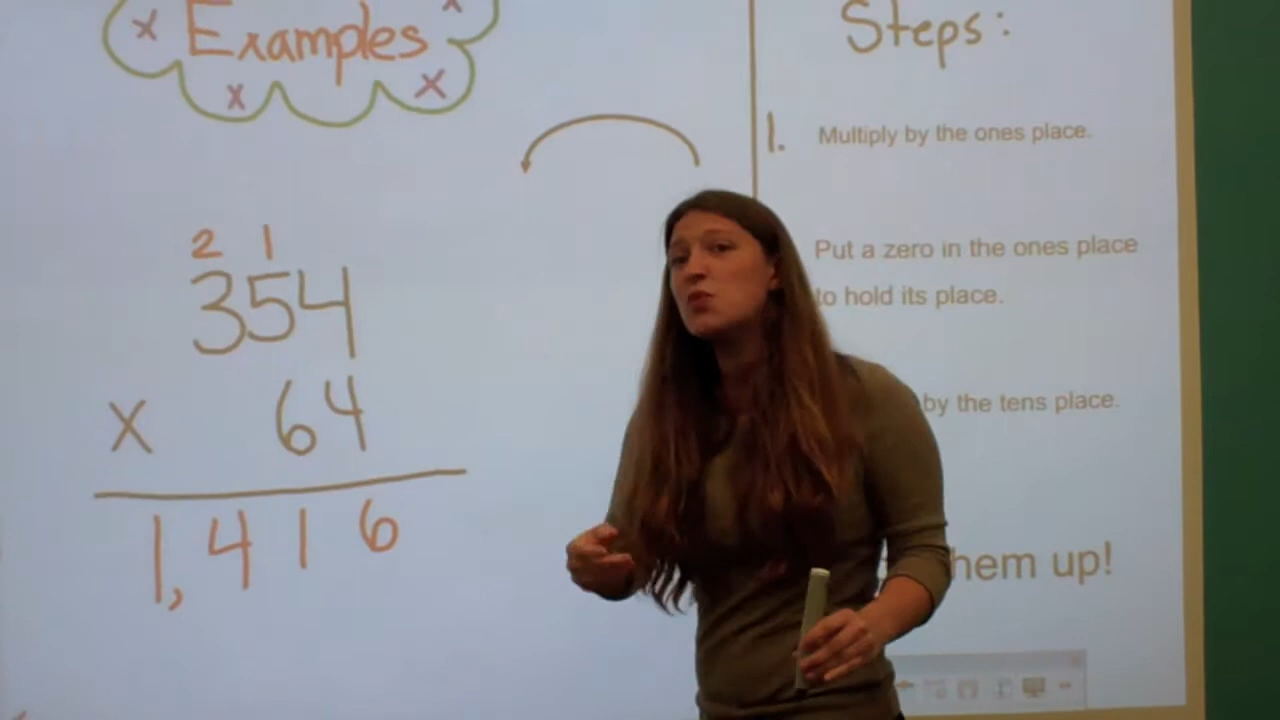 x Examples x
x x
2 1
354
x 64
1,416
Steps:
1. Multiply by the ones place.
Put a zero in the ones place
to hold its place.
by the tens place.
up!